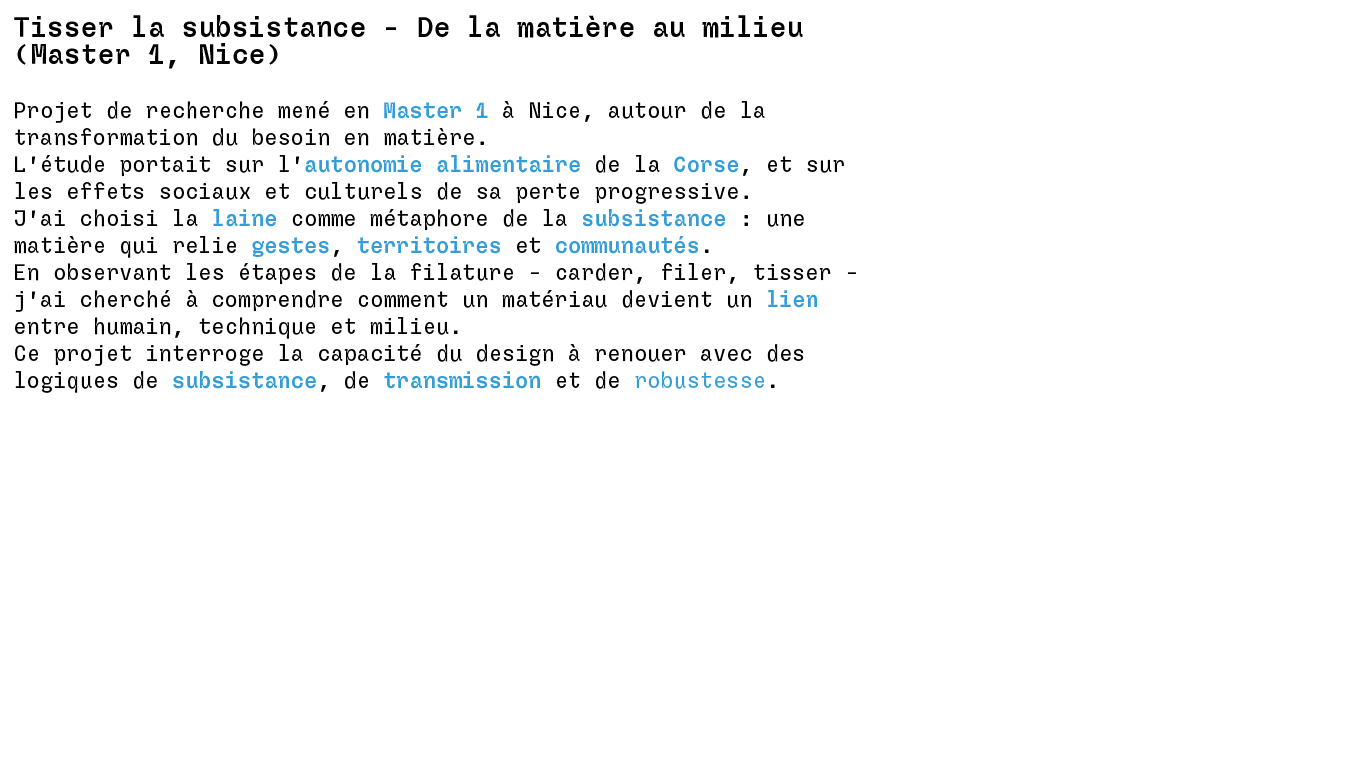 Tisser la subsistance - De la matière au milieu
(Master 1, Nice)
Projet de recherche mené en Master 1 à Nice, autour de la
transformation du besoin en matière.
L'étude portait sur l'autonomie alimentaire de la Corse, et sur
les effets sociaux et culturels de sa perte progressive.
J'ai choisi la laine comme métaphore de la subsistance : une
matière qui relie gestes, territoires et communautés.
En observant les étapes de la filature - carder, filer, tisser -
j'ai cherché à comprendre comment un matériau devient un lien
entre humain, technique et milieu.
Ce projet interroge la capacité du design à renouer avec des
logiques de subsistance, de transmission et de robustesse.